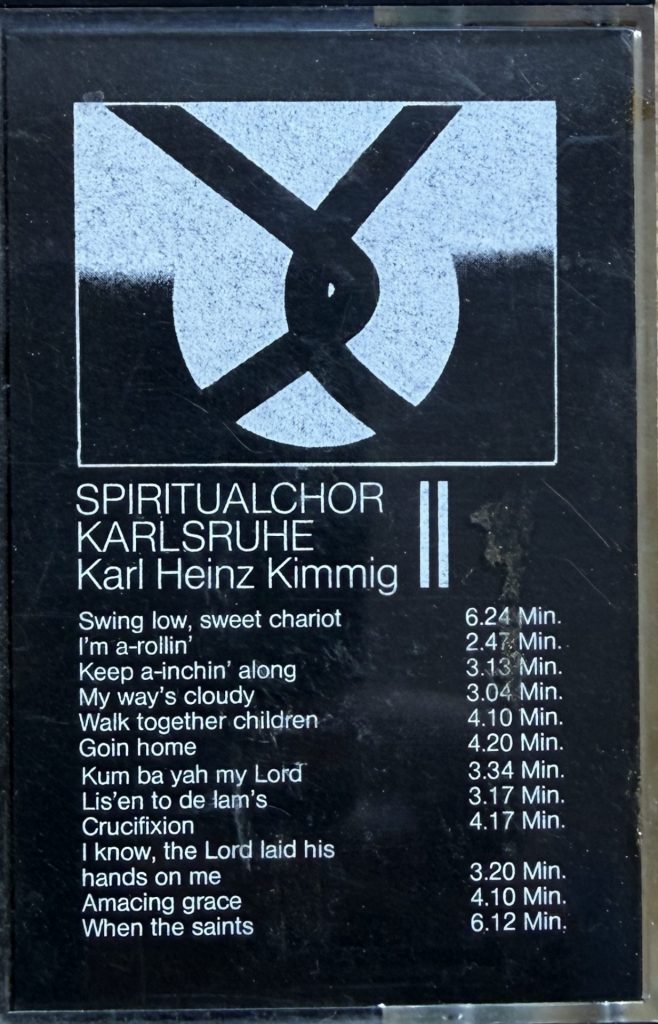 SPIRITUALCHOR
KARLSRUHE
Karl Heinz Kimmig II
Swing low, sweet chariot 6.24 Min.
I'm a-rollin' 2.47 Min.
Keep a-inchin' along 3.13 Min.
My way's cloudy 3.04 Min.
Walk together children 4.10 Min.
Goin home 4.20 Min.
Kum ba yah my Lord 3.34 Min.
Lis'en to de lam's 3.17 Min.
Crucifixion 4.17 Min.
I know, the Lord laid his
hands on me 3.20 Min.
Amacing grace 4.10 Min.
When the saints 6.12 Min.